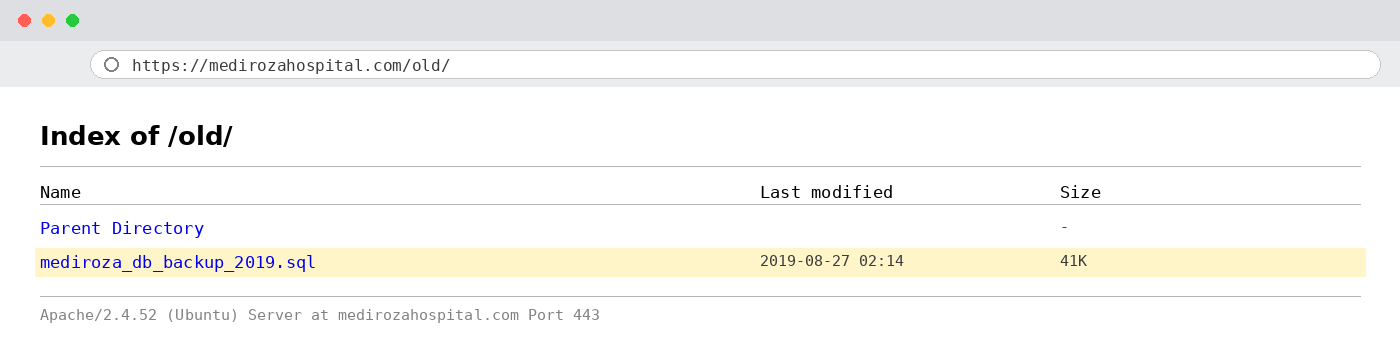 https://medirozahospital.com/old/
Index of /old/
Name Last modified Size
Parent Directory -
mediroza_db_backup_2019.sql 2019-08-27 02:14 41K
Apache/2.4.52 (Ubuntu) Server at medirozahospital.com Port 443